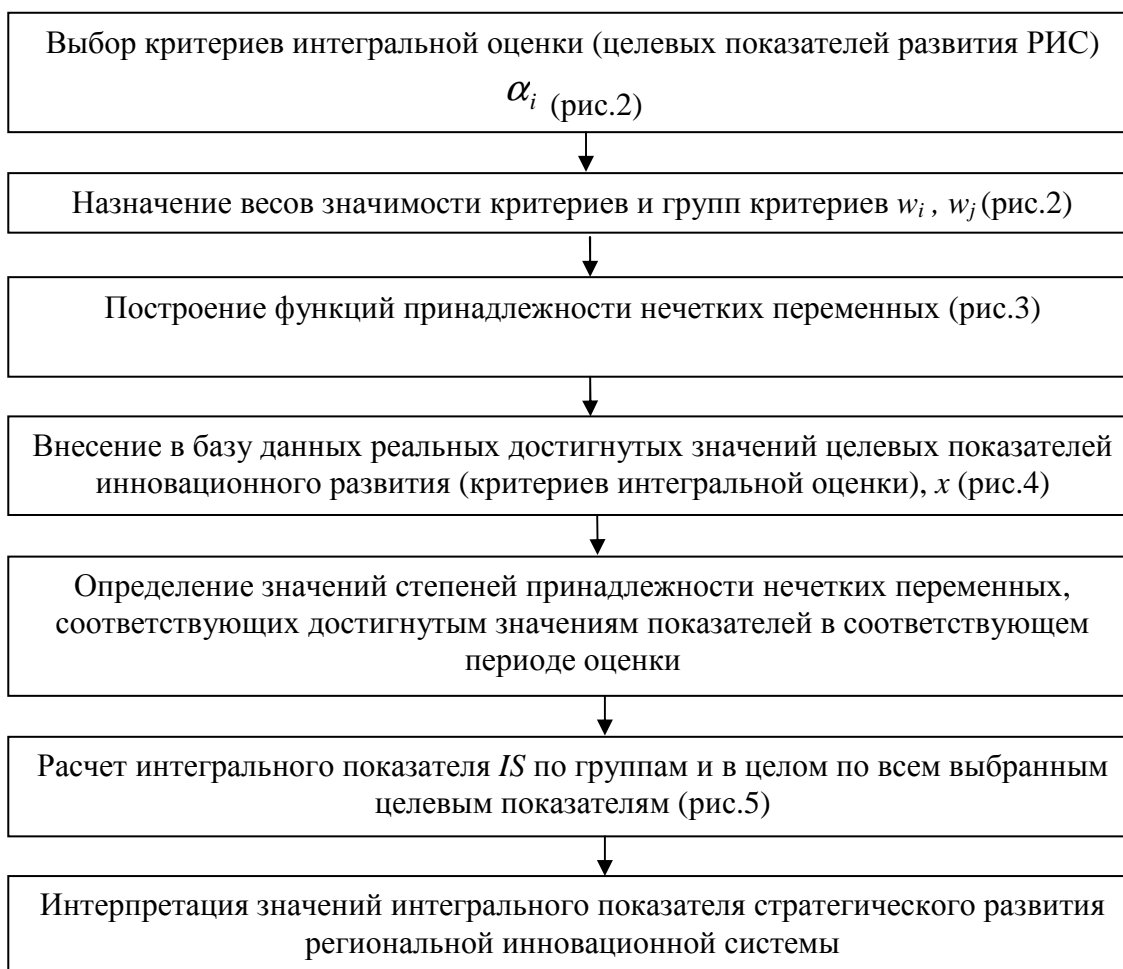 Выбор критериев интегральной оценки (целевых показателей развития РИС)
αi (рис.2)
Назначение весов значимости критериев и групп критериев wi , wj (рис.2)
Построение функций принадлежности нечетких переменных (рис.3)
Внесение в базу данных реальных достигнутых значений целевых показателей
инновационного развития (критериев интегральной оценки), x (рис.4)
Определение значений степеней принадлежности нечетких переменных,
соответствующих достигнутым значениям показателей в соответствующем
периоде оценки
Расчет интегрального показателя IS по группам и в целом по всем выбранным
целевым показателям (рис.5)
Интерпретация значений интегрального показателя стратегического развития
региональной инновационной системы